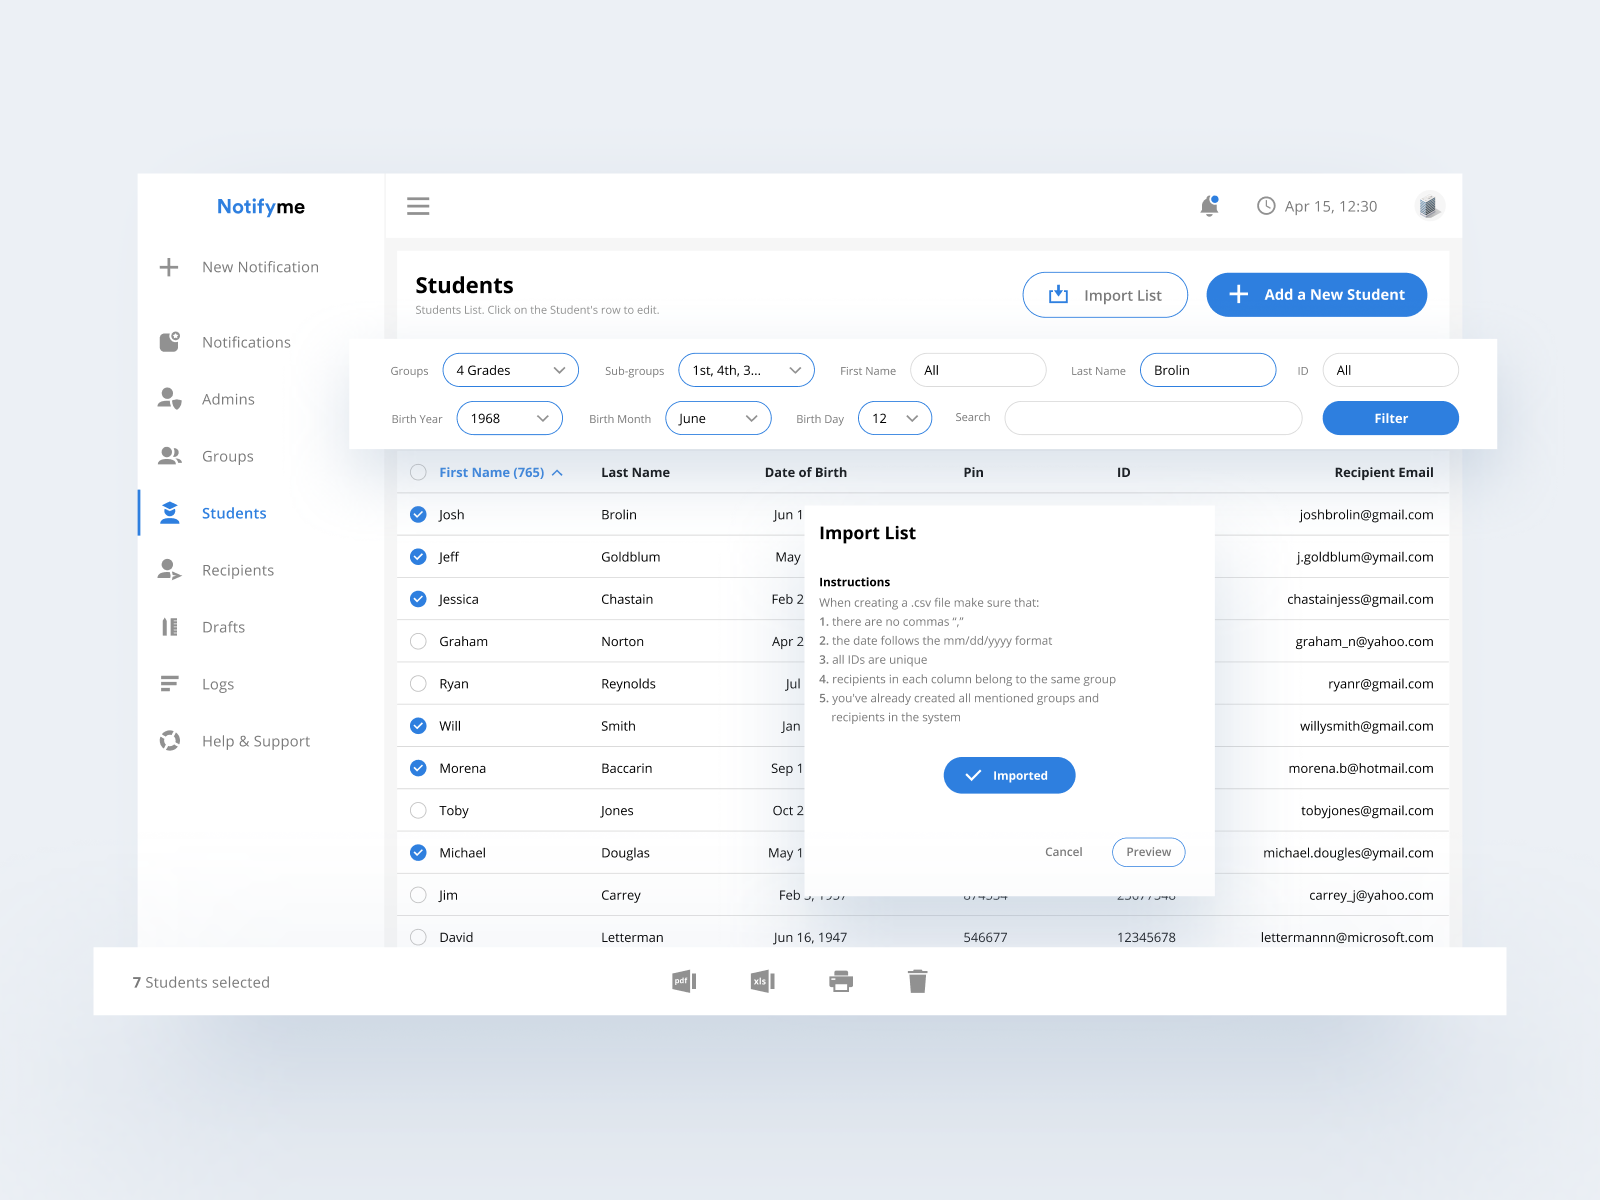 Notifyme
Apr 15, 12:30
New Notification
Notifications
Admins
Groups
Students
Recipients
Drafts
Logs
Help & Support
Students
Students List. Click on the Student's row to edit.
Import List
Add a New Student
Groups 4 Grades Sub-groups 1st, 4th, 3... First Name All Last Name Brolin ID All
Birth Year 1968 Birth Month June Birth Day 12 Search Filter
First Name (765) Last Name Date of Birth Pin ID Recipient Email
Josh Brolin Jun 1 joshbrolin@gmail.com
Jeff Goldblum May j.goldblum@ymail.com
Jessica Chastain Feb 2 chastainjess@gmail.com
Graham Norton Apr 2 graham_n@yahoo.com
Ryan Reynolds Jul ryanr@gmail.com
Will Smith Jan willysmith@gmail.com
Morena Baccarin Sep 1 morena.b@hotmail.com
Toby Jones Oct 2 tobyjones@gmail.com
Michael Douglas May 1 michael.dougles@ymail.com
Jim Carrey Feb carrey_j@yahoo.com
David Letterman Jun 16, 1947 546677 12345678 lettermannn@microsoft.com
Import List
Instructions
When creating a .csv file make sure that:
1. there are no commas “,”
2. the date follows the mm/dd/yyyy format
3. all IDs are unique
4. recipients in each column belong to the same group
5. you've already created all mentioned groups and
recipients in the system
Imported
Cancel
Preview
7 Students selected
pdf
xls